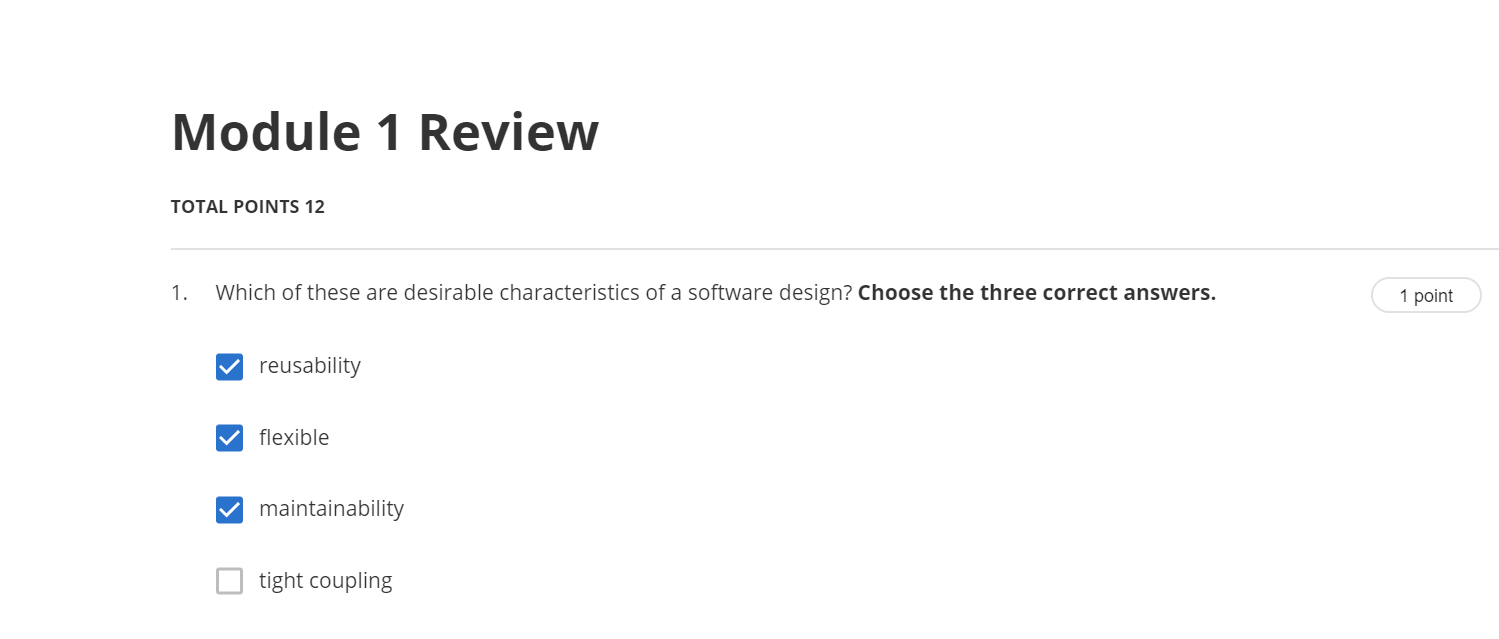 Module 1 Review
TOTAL POINTS 12
1. Which of these are desirable characteristics of a software design? Choose the three correct answers.
1 point
reusability
flexible
maintainability
tight coupling